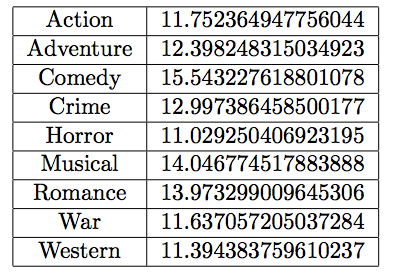 Action 11.752364947756044
Adventure 12.398248315034923
Comedy 15.543227618801078
Crime 12.997386458500177
Horror 11.029250406923195
Musical 14.046774517883888
Romance 13.973299009645306
War 11.637057205037284
Western 11.394383759610237